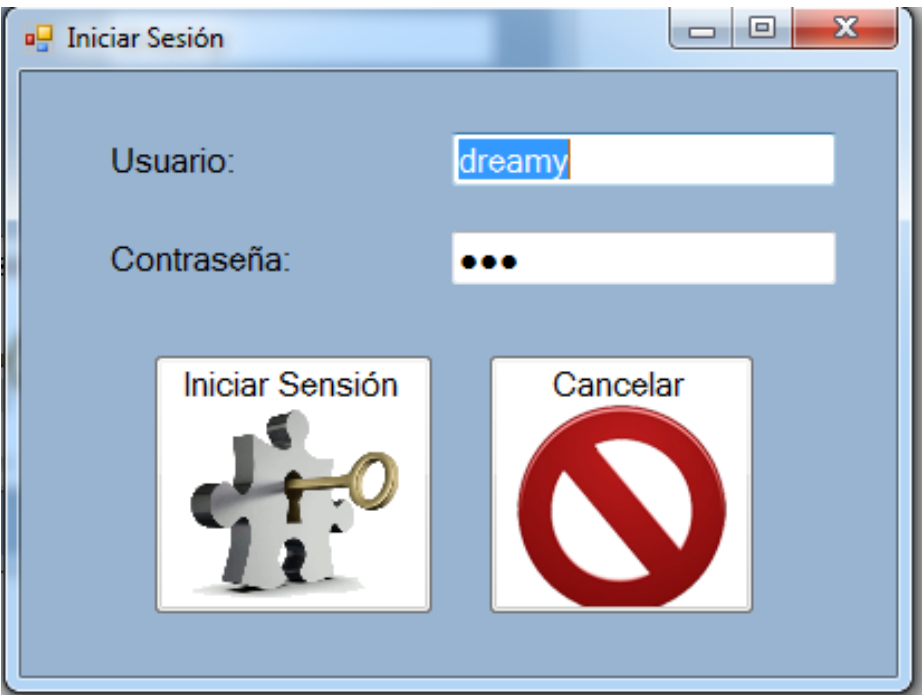 Iniciar Sesión
Usuario: dreamy
Contraseña: ●●●
Iniciar Sensión
Cancelar